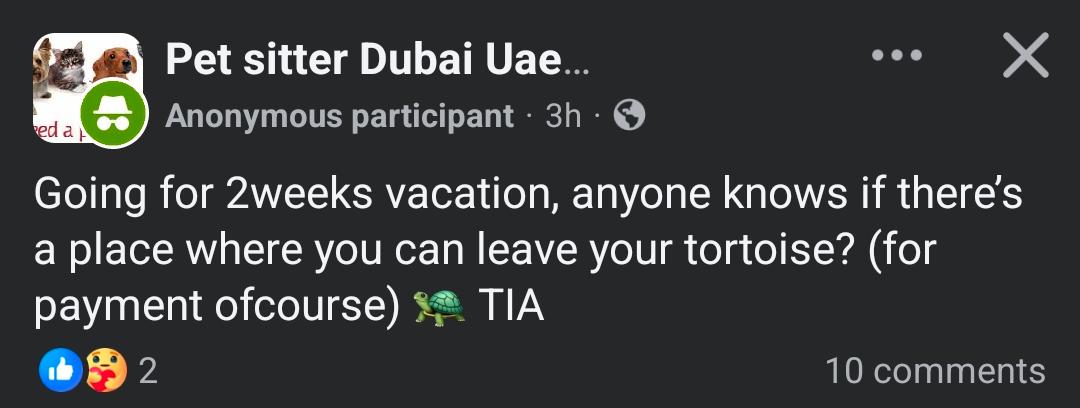 Pet sitter Dubai Uae...
Anonymous participant · 3h ·
Going for 2weeks vacation, anyone knows if there's
a place where you can leave your tortoise? (for
payment ofcourse) 🐢 TIA
2
10 comments